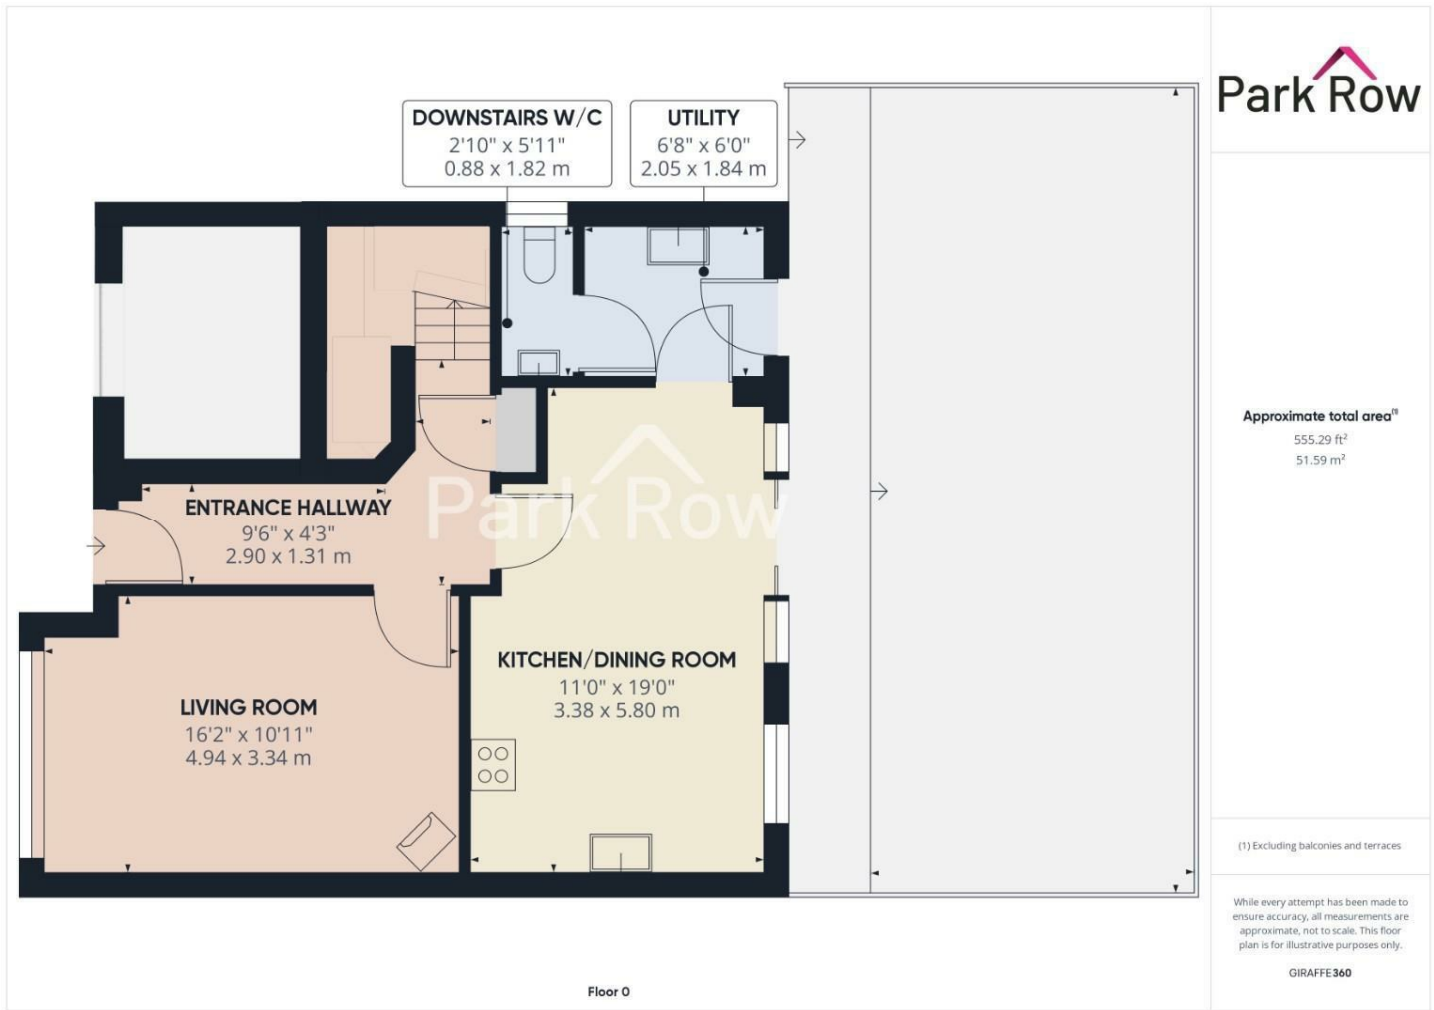 Park Row
DOWNSTAIRS W/C
2'10" x 5'11"
0.88 x 1.82 m
UTILITY
6'8" x 6'0"
2.05 x 1.84 m
ENTRANCE HALLWAY
9'6" x 4'3"
2.90 x 1.31 m
Park Row
LIVING ROOM
16'2" x 10'11"
4.94 x 3.34 m
KITCHEN/DINING ROOM
11'0" x 19'0"
3.38 x 5.80 m
Floor 0
Approximate total area⁽¹⁾
555.29 ft²
51.59 m²
(1) Excluding balconies and terraces
While every attempt has been made to
ensure accuracy, all measurements are
approximate, not to scale. This floor
plan is for illustrative purposes only.
GIRAFFE360